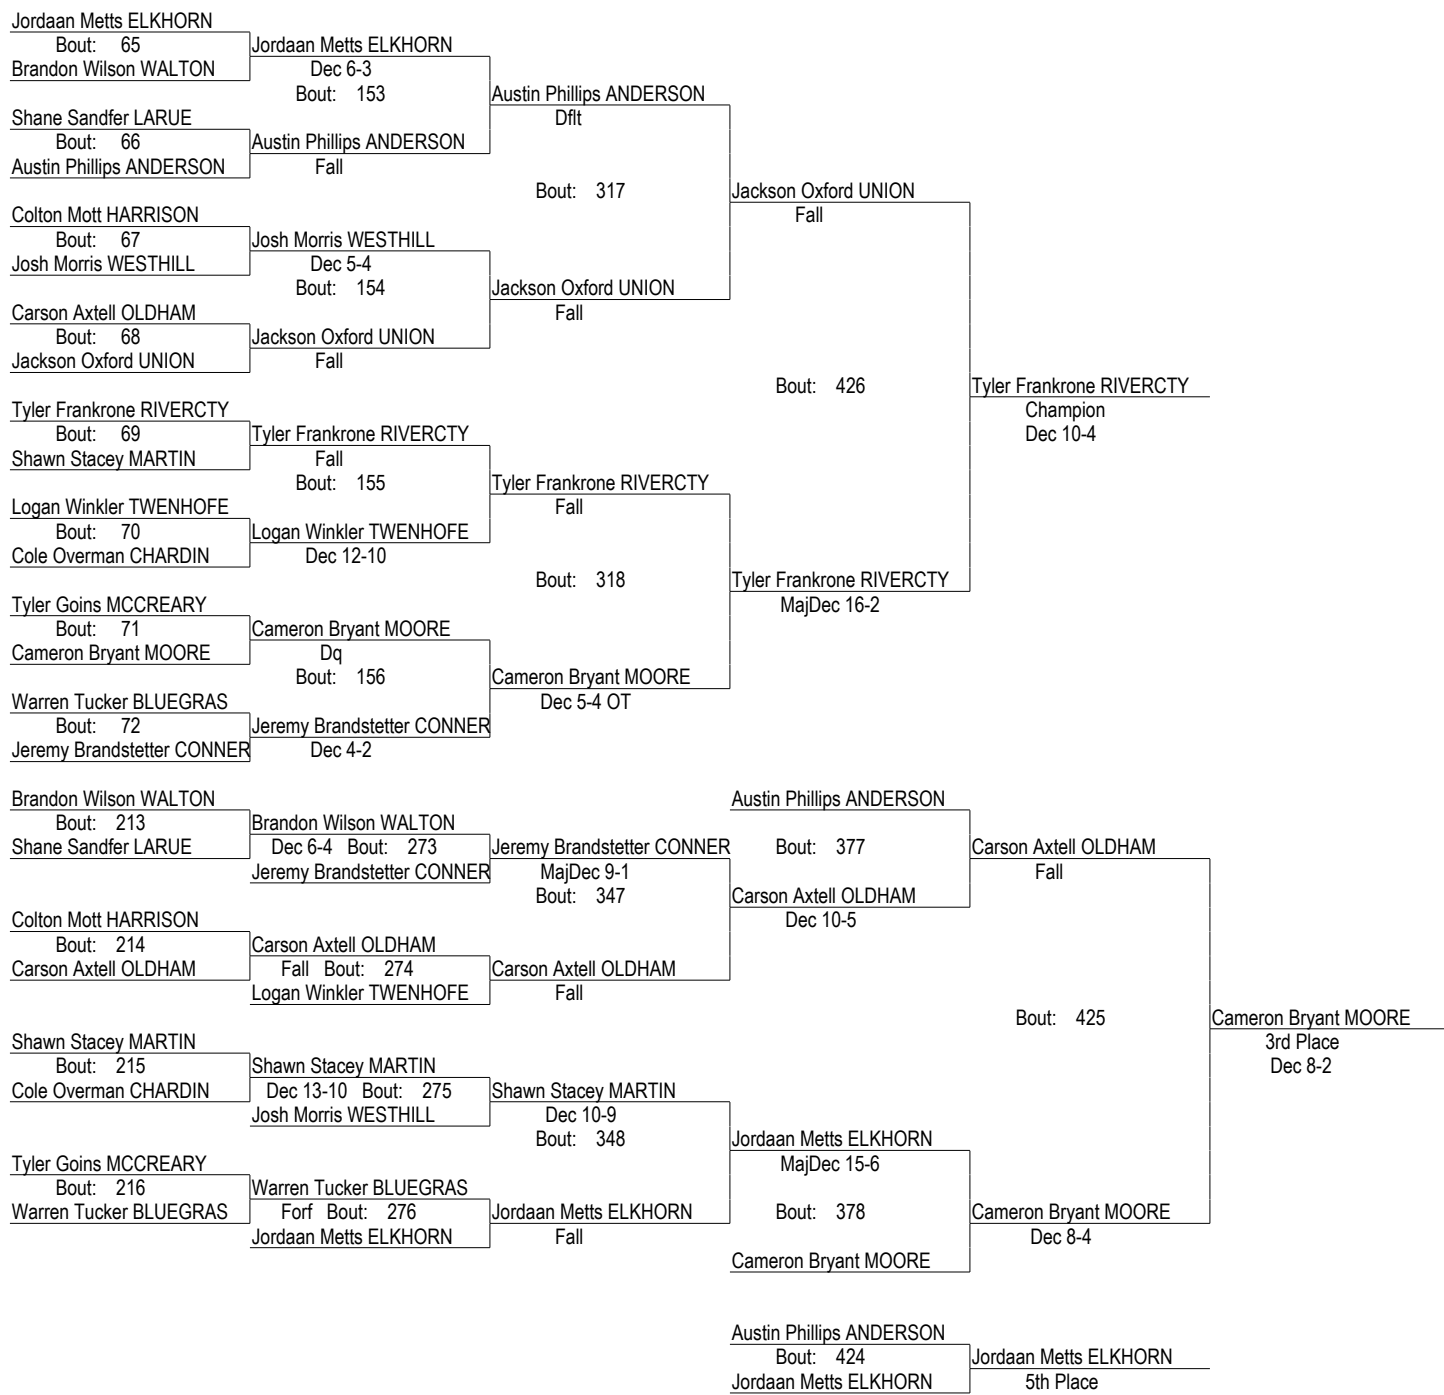 Jordaan Metts ELKHORN
Bout: 65 Jordaan Metts ELKHORN
Brandon Wilson WALTON Dec 6-3
Bout: 153 Austin Phillips ANDERSON
Shane Sandfer LARUE Dflt
Bout: 66 Austin Phillips ANDERSON
Austin Phillips ANDERSON Fall
Bout: 317 Jackson Oxford UNION
Colton Mott HARRISON Fall
Bout: 67 Josh Morris WESTHILL
Josh Morris WESTHILL Dec 5-4
Bout: 154 Jackson Oxford UNION
Carson Axtell OLDHAM Fall
Bout: 68 Jackson Oxford UNION
Jackson Oxford UNION Fall
Bout: 426 Tyler Frankrone RIVERCTY
Tyler Frankrone RIVERCTY Champion
Bout: 69 Tyler Frankrone RIVERCTY Dec 10-4
Shawn Stacey MARTIN Fall
Bout: 155 Tyler Frankrone RIVERCTY
Logan Winkler TWENHOFE Fall
Bout: 70 Logan Winkler TWENHOFE
Cole Overman CHARDIN Dec 12-10
Bout: 318 Tyler Frankrone RIVERCTY
Tyler Goins MCCREARY MajDec 16-2
Bout: 71 Cameron Bryant MOORE
Cameron Bryant MOORE Dq
Bout: 156 Cameron Bryant MOORE
Warren Tucker BLUEGRAS Dec 5-4 OT
Bout: 72 Jeremy Brandstetter CONNER
Jeremy Brandstetter CONNER Dec 4-2
Brandon Wilson WALTON Austin Phillips ANDERSON
Bout: 213 Brandon Wilson WALTON
Shane Sandfer LARUE Dec 6-4 Bout: 273 Jeremy Brandstetter CONNER Bout: 377 Carson Axtell OLDHAM
Jeremy Brandstetter CONNER MajDec 9-1 Fall
Bout: 347 Carson Axtell OLDHAM
Colton Mott HARRISON Dec 10-5
Bout: 214 Carson Axtell OLDHAM
Carson Axtell OLDHAM Fall Bout: 274 Carson Axtell OLDHAM
Logan Winkler TWENHOFE Fall
Bout: 425 Cameron Bryant MOORE
Shawn Stacey MARTIN 3rd Place
Bout: 215 Shawn Stacey MARTIN Dec 8-2
Cole Overman CHARDIN Dec 13-10 Bout: 275 Shawn Stacey MARTIN
Josh Morris WESTHILL Dec 10-9
Bout: 348 Jordaan Metts ELKHORN
Tyler Goins MCCREARY MajDec 15-6
Bout: 216 Warren Tucker BLUEGRAS
Warren Tucker BLUEGRAS Forf Bout: 276 Jordaan Metts ELKHORN Bout: 378 Cameron Bryant MOORE
Jordaan Metts ELKHORN Fall Dec 8-4
Cameron Bryant MOORE
Austin Phillips ANDERSON
Bout: 424 Jordaan Metts ELKHORN
Jordaan Metts ELKHORN 5th Place